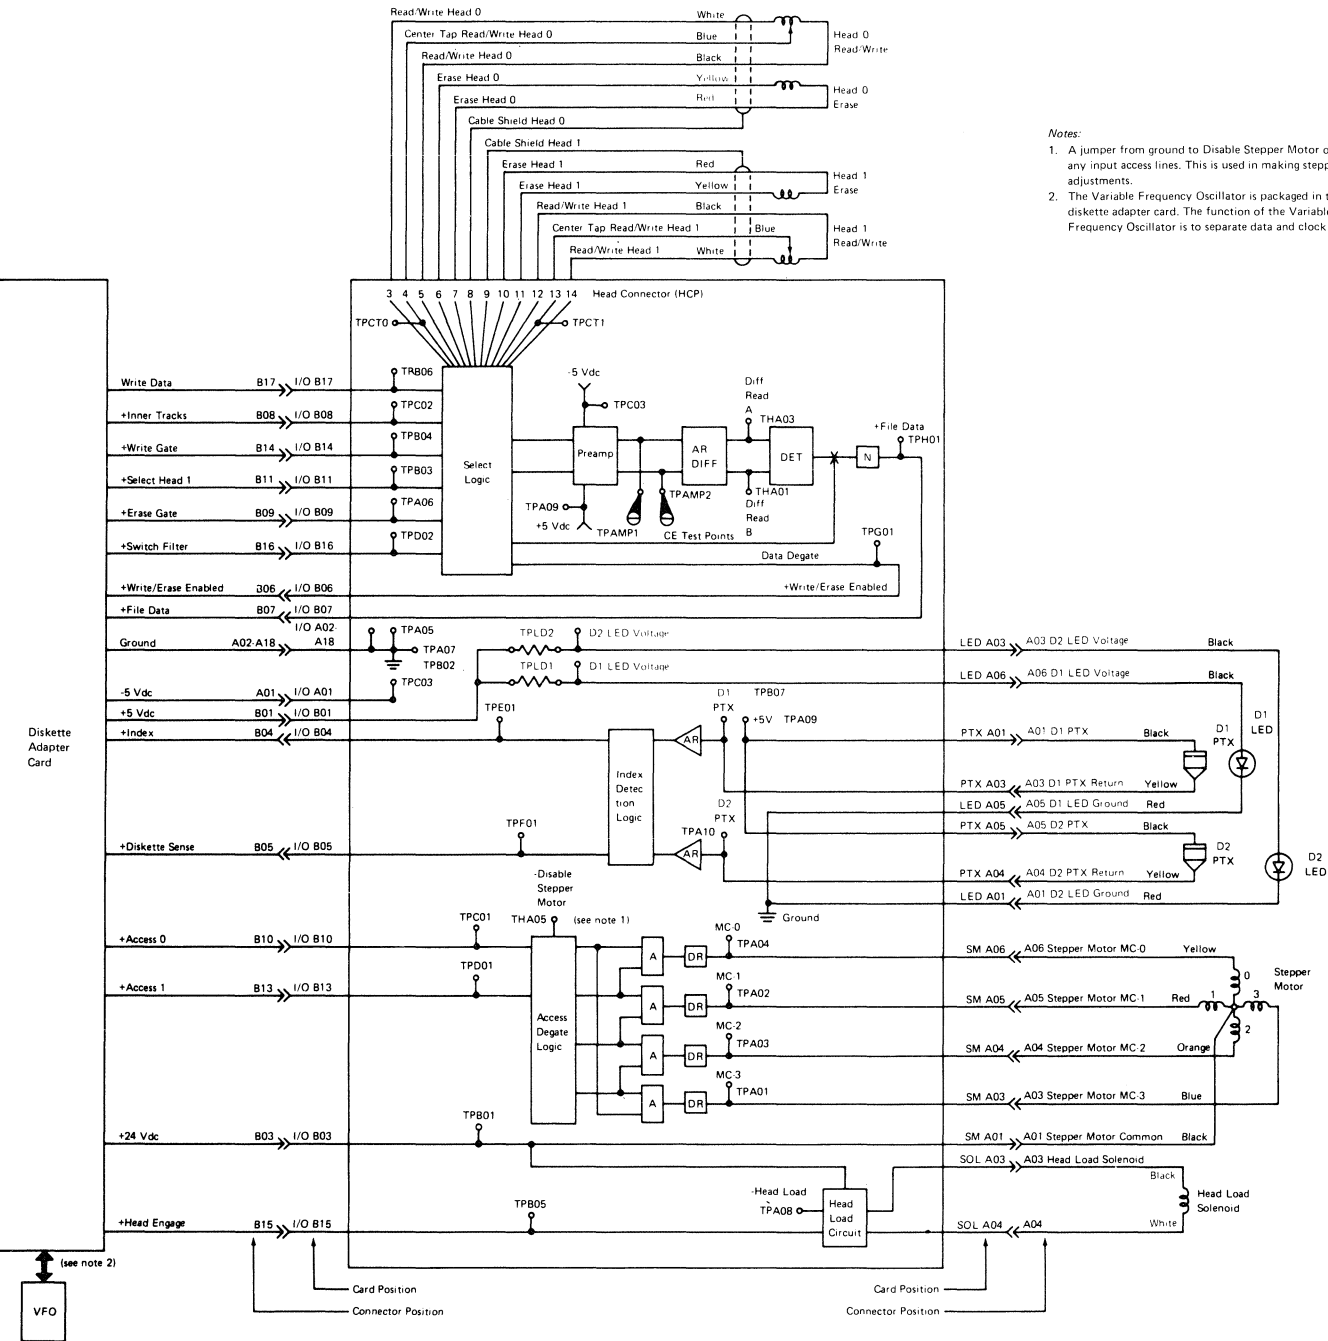 Read/Write Head 0 White
Center Tap Read/Write Head 0 Blue
Read/Write Head 0 Black
Head 0
Read/Write
Erase Head 0 Yellow
Erase Head 0 Red
Head 0
Erase
Cable Shield Head 0
Cable Shield Head 1
Erase Head 1 Red
Erase Head 1 Yellow
Head 1
Erase
Read/Write Head 1 Black
Center Tap Read/Write Head 1 Blue
Read/Write Head 1 White
Head 1
Read/Write
Notes:
1. A jumper from ground to Disable Stepper Motor
any input access lines. This is used in making
adjustments.
2. The Variable Frequency Oscillator is packaged in
diskette adapter card. The function of the
Frequency Oscillator is to separate data and clock
3 4 5 6 7 8 9 10 11 12 13 14 Head Connector (HCP)
TPCT0 TPCT1
Write Data B17 I/O B17 TRB06
+Inner Tracks B08 I/O B08 TPC02
+Write Gate B14 I/O B14 TPB04
+Select Head 1 B11 I/O B11 TPB03
+Erase Gate B09 I/O B09 TPA06
+Switch Filter B16 I/O B16 TPD02
+Write/Erase Enabled B06 I/O B06
+File Data B07 I/O B07
Ground A02-A18 I/O A02-
A18
-5 Vdc A01 I/O A01
+5 Vdc B01 I/O B01
+Index B04 I/O B04
+Diskette Sense B05 I/O B05
+Access 0 B10 I/O B10
+Access 1 B13 I/O B13
+24 Vdc B03 I/O B03
+Head Engage B15 I/O B15
Diskette
Adapter
Card
(see note 2)
VFO
Card Position
Connector Position
Select
Logic
-5 Vdc
TPC03
Preamp
TPA09
+5 Vdc
TPAMP1
TPAMP2
CE Test Points
AR
DIFF
Diff
Read
A
THA03
THA01
Diff
Read
B
DET
N
+File Data
TPH01
TPG01
Data Degate
+Write/Erase Enabled
TPA05
TPA07
TPB02
TPC03
TPLD2 D2 LED Voltage
TPLD1 D1 LED Voltage
TPE01
D1
PTX
TPB07
+5V TPA09
AR
Index
Detec
tion
Logic
D2
PTX
TPA10
AR
TPF01
-Disable
Stepper
Motor
THA05 (see note 1)
TPC01
TPD01
Access
Degate
Logic
A DR MC-0
TPA04
A DR MC-1
TPA02
A DR MC-2
TPA03
A DR MC-3
TPA01
Ground
TPB01
TPB05
-Head Load
TPA08
Head
Load
Circuit
LED A03 A03 D2 LED Voltage Black
LED A06 A06 D1 LED Voltage Black
PTX A01 A01 D1 PTX Black
PTX A03 A03 D1 PTX Return Yellow
LED A05 A05 D1 LED Ground Red
PTX A05 A05 D2 PTX Black
PTX A04 A04 D2 PTX Return Yellow
LED A01 A01 D2 LED Ground Red
D1
PTX
D1
LED
D2
PTX
D2
LED
SM A06 A06 Stepper Motor MC-0 Yellow
SM A05 A05 Stepper Motor MC-1 Red
SM A04 A04 Stepper Motor MC-2 Orange
SM A03 A03 Stepper Motor MC-3 Blue
SM A01 A01 Stepper Motor Common Black
0
1 3
2
Stepper
Motor
SOL A03 A03 Head Load Solenoid
Black
Head Load
Solenoid
SOL A04 A04 White
Card Position
Connector Position